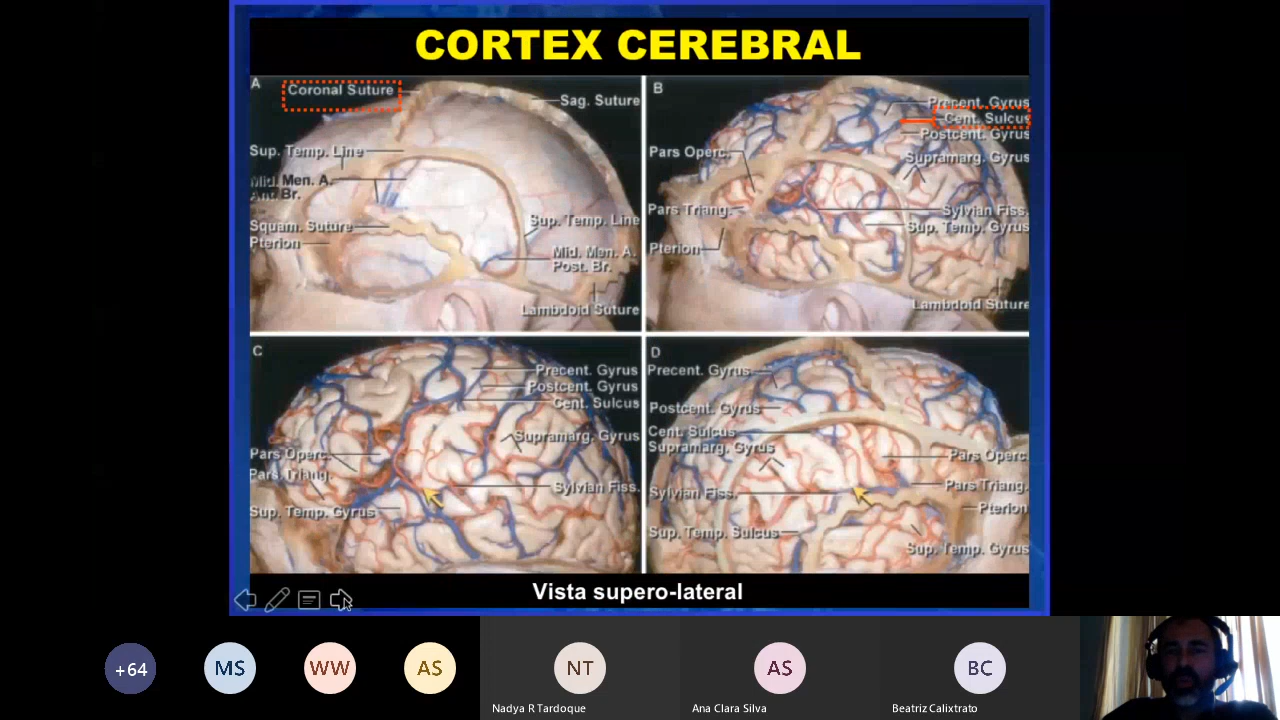 CORTEX CEREBRAL
A
Coronal Suture
Sag. Suture
Sup. Temp. Line
Mid. Men. A.
Ant. Br.
Squam. Suture
Pterion
Sup. Temp. Line
Mid. Men. A.
Post. Br.
Lambdoid Suture
B
Precent. Gyrus
Cent. Sulcus
Postcent. Gyrus
Pars Operc.
Supramarg. Gyrus
Pars Triang.
Sylvian Fiss.
Sup. Temp. Gyrus
Pterion
Lambdoid Suture
C
Precent. Gyrus
Postcent. Gyrus
Cent. Sulcus
Supramarg. Gyrus
Pars Operc.
Pars Triang.
Sylvian Fiss.
Sup. Temp. Gyrus
D
Precent. Gyrus
Postcent. Gyrus
Cent. Sulcus
Supramarg. Gyrus
Pars Operc.
Sylvian Fiss.
Pars Triang.
Pterion
Sup. Temp. Sulcus
Sup. Temp. Gyrus
Vista supero-lateral
+64
MS
WW
AS
NT
AS
BC
Nadya R Tardoque
Ana Clara Silva
Beatriz Calixtrato